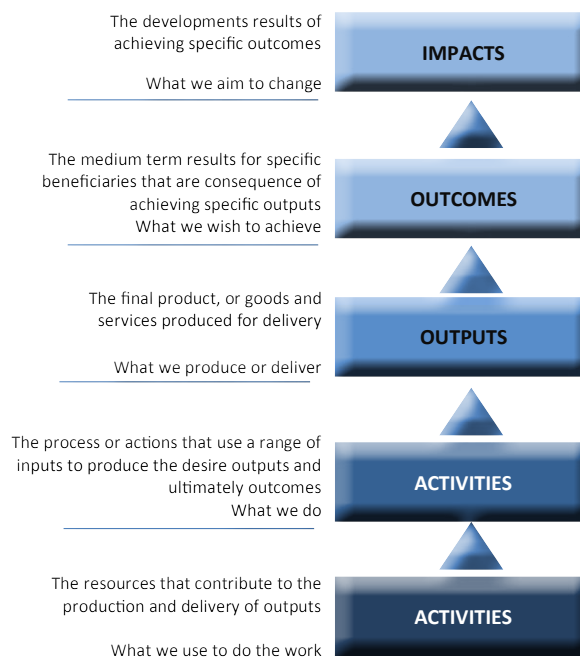 The developments results of
achieving specific outcomes
What we aim to change
IMPACTS
The medium term results for specific
beneficiaries that are consequence of
achieving specific outputs
What we wish to achieve
OUTCOMES
The final product, or goods and
services produced for delivery
What we produce or deliver
OUTPUTS
The process or actions that use a range of
inputs to produce the desire outputs and
ultimately outcomes
What we do
ACTIVITIES
The resources that contribute to the
production and delivery of outputs
What we use to do the work
ACTIVITIES